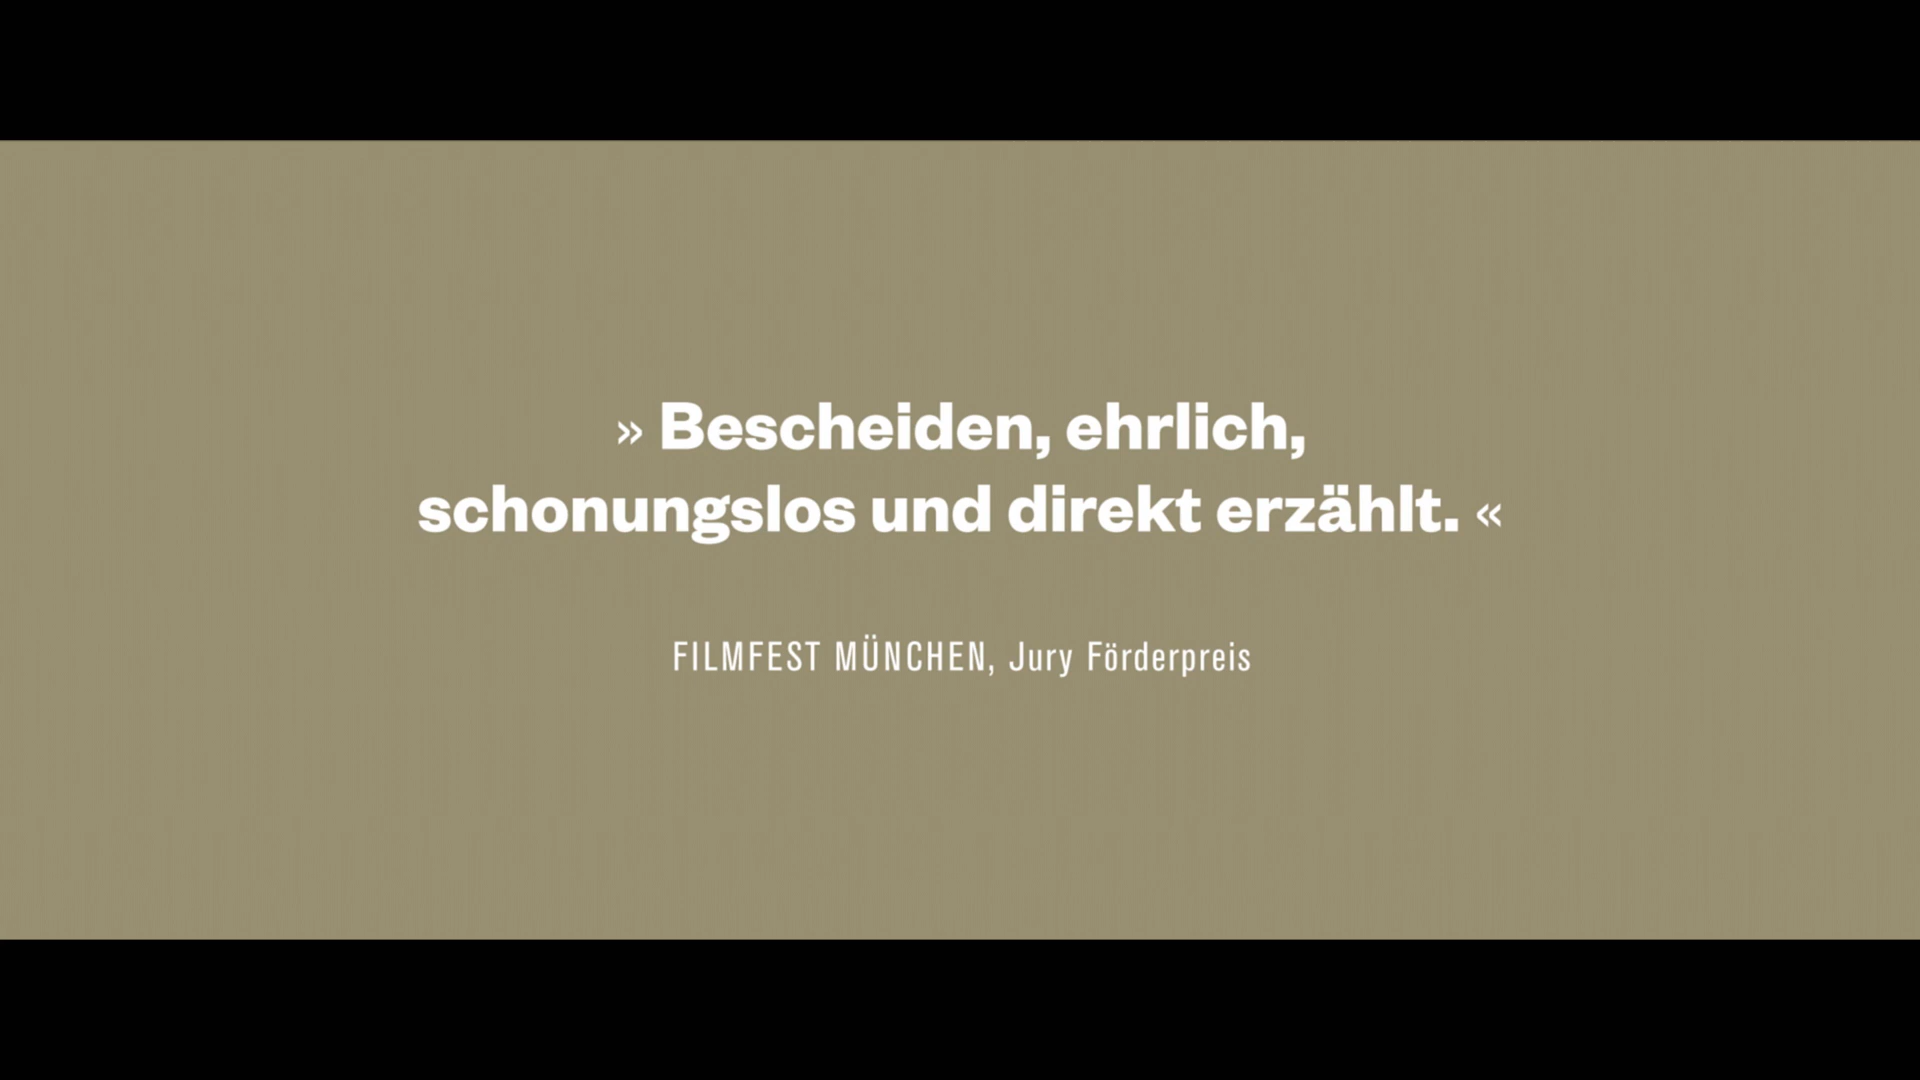 » Bescheiden, ehrlich,
schonungslos und direkt erzählt. «
FILMFEST MÜNCHEN, Jury Förderpreis